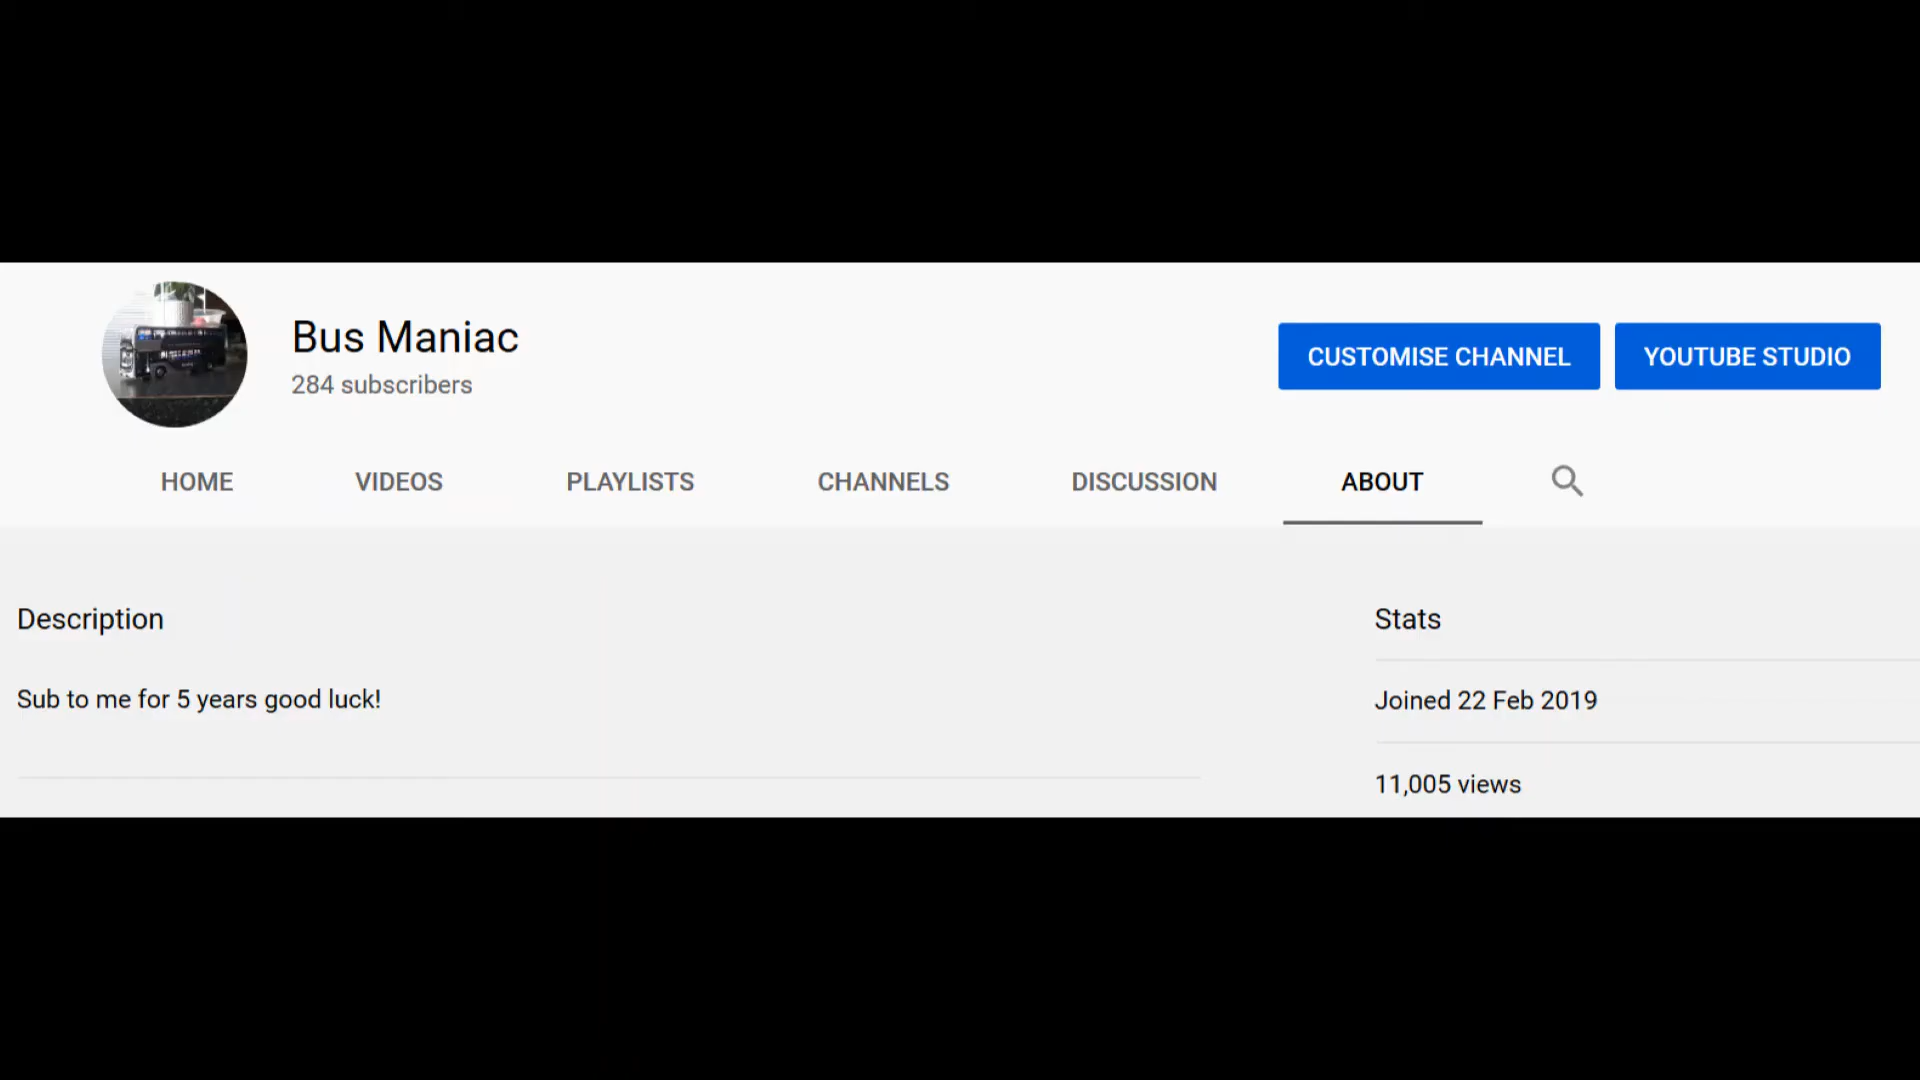 Bus Maniac
284 subscribers
CUSTOMISE CHANNEL
YOUTUBE STUDIO
HOME VIDEOS PLAYLISTS CHANNELS DISCUSSION ABOUT
Description
Sub to me for 5 years good luck!
Stats
Joined 22 Feb 2019
11,005 views